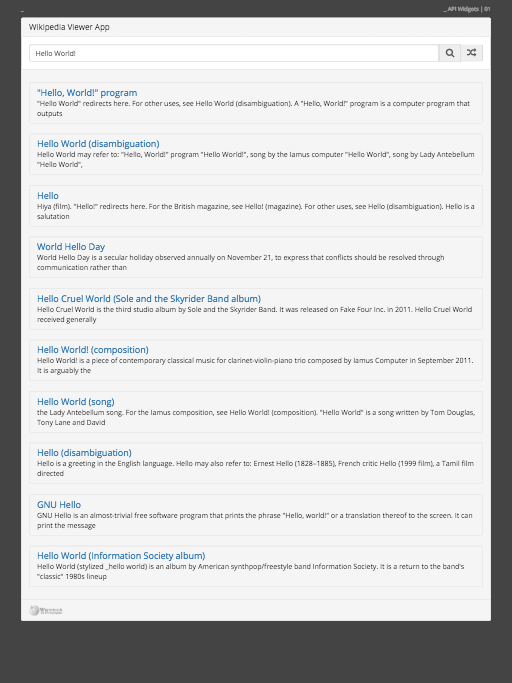 _
_ API Widgets | 01
Wikipedia Viewer App
Hello World!
"Hello, World!" program
"Hello World" redirects here. For other uses, see Hello World (disambiguation). A "Hello, World!" program is a computer program that
outputs
Hello World (disambiguation)
Hello World may refer to: "Hello, World!" program "Hello World!", song by the Iamus computer "Hello World", song by Lady Antebellum
"Hello World",
Hello
Hiya (film). "Hello!" redirects here. For the British magazine, see Hello! (magazine). For other uses, see Hello (disambiguation). Hello is a
salutation
World Hello Day
World Hello Day is a secular holiday observed annually on November 21, to express that conflicts should be resolved through
communication rather than
Hello Cruel World (Sole and the Skyrider Band album)
Hello Cruel World is the third studio album by Sole and the Skyrider Band. It was released on Fake Four Inc. in 2011. Hello Cruel World
received generally
Hello World! (composition)
Hello World! is a piece of contemporary classical music for clarinet-violin-piano trio composed by Iamus Computer in September 2011.
It is arguably the
Hello World (song)
the Lady Antebellum song. For the Iamus composition, see Hello World! (composition). "Hello World" is a song written by Tom Douglas,
Tony Lane and David
Hello (disambiguation)
Hello is a greeting in the English language. Hello may also refer to: Ernest Hello (1828–1885), French critic Hello (1999 film), a Tamil film
directed
GNU Hello
GNU Hello is an almost-trivial free software program that prints the phrase "Hello, world!" or a translation thereof to the screen. It can
print the message
Hello World (Information Society album)
Hello World (stylized _hello world) is an album by American synthpop/freestyle band Information Society. It is a return to the band's
"classic" 1980s lineup